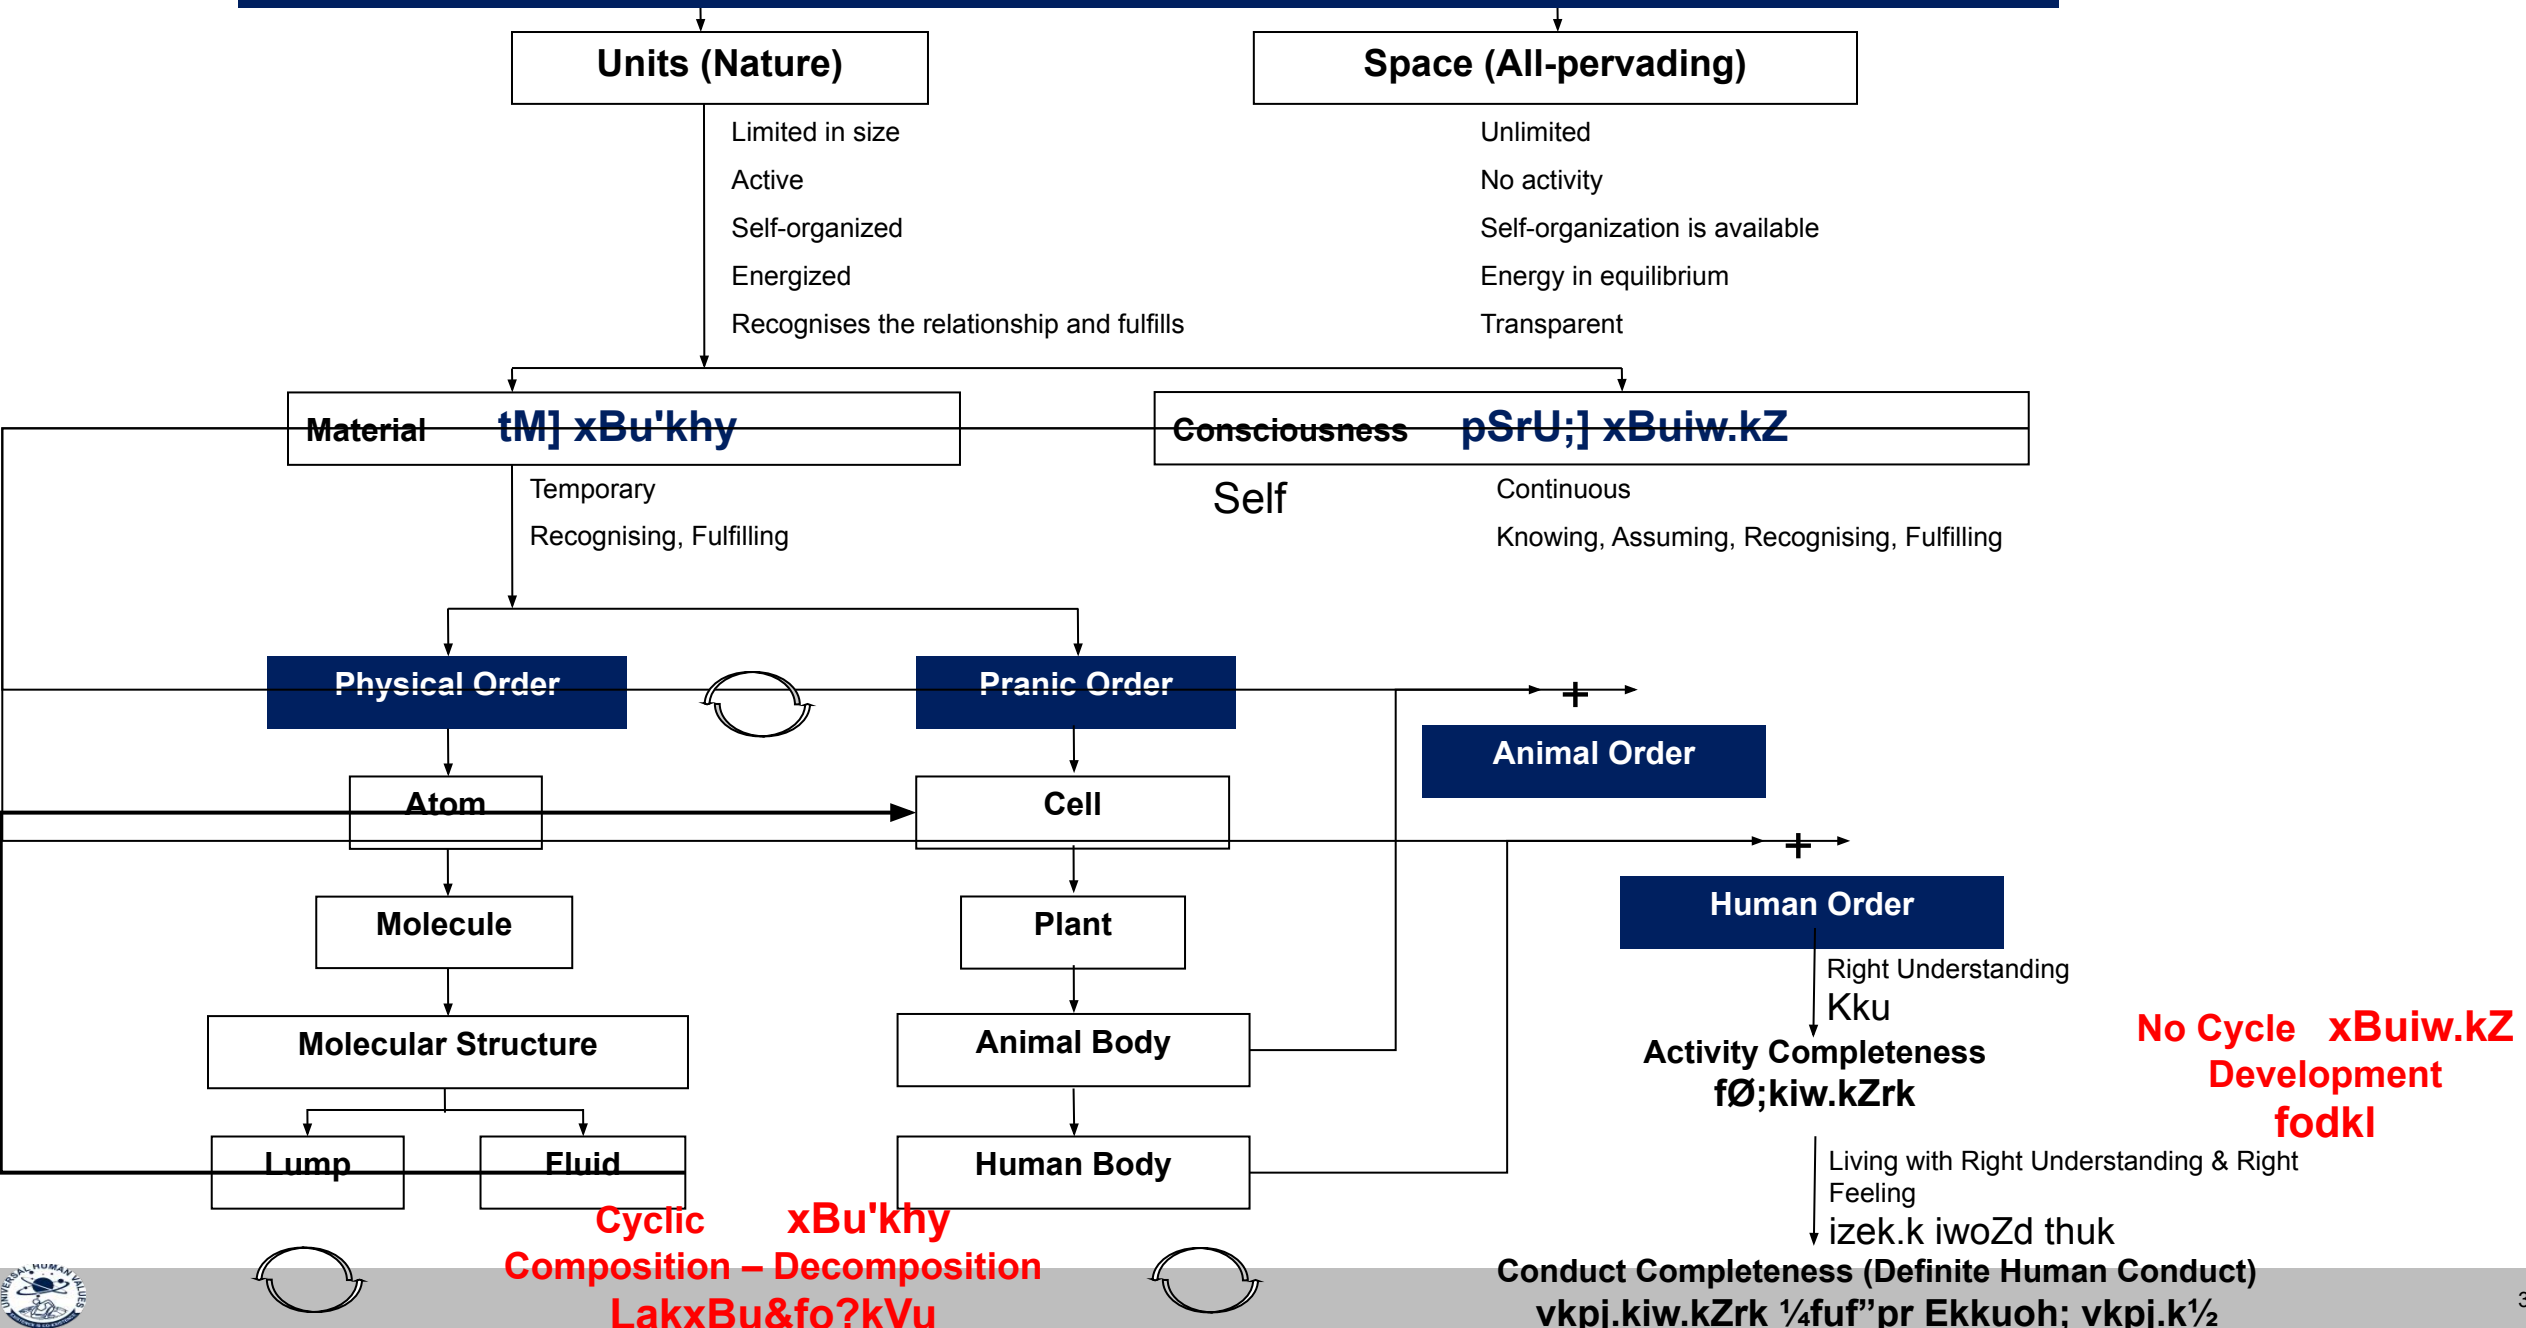 Units (Nature)
Space (All-pervading)
Limited in size
Active
Self-organized
Energized
Recognises the relationship and fulfills
Unlimited
No activity
Self-organization is available
Energy in equilibrium
Transparent
Material tM] xBu'khy
Consciousness pSrU;] xBuiw.kZ
Temporary
Recognising, Fulfilling
Self
Continuous
Knowing, Assuming, Recognising, Fulfilling
Physical Order
Pranic Order
+
Animal Order
Atom
Cell
+
Human Order
Molecule
Plant
Right Understanding
Kku
Molecular Structure
Animal Body
Activity Completeness
fØ;kiw.kZrk
No Cycle xBuiw.kZ
Development
fodkl
Lump
Fluid
Human Body
Living with Right Understanding & Right
Feeling
izek.k iwoZd thuk
Cyclic xBu'khy
Composition – Decomposition
LakxBu&fo?kVu
Conduct Completeness (Definite Human Conduct)
vkpj.kiw.kZrk ¼fuf”pr Ekkuoh; vkpj.k½
UNIVERSAL HUMAN VALUES
3